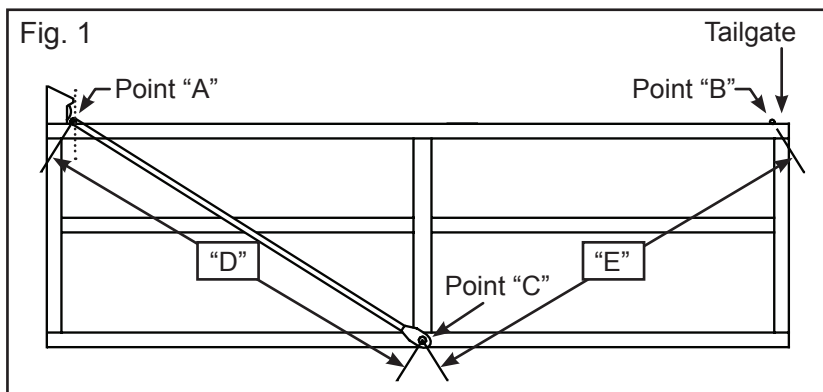 Fig. 1
Tailgate
Point “A”
Point “B”
“D”
“E”
Point “C”